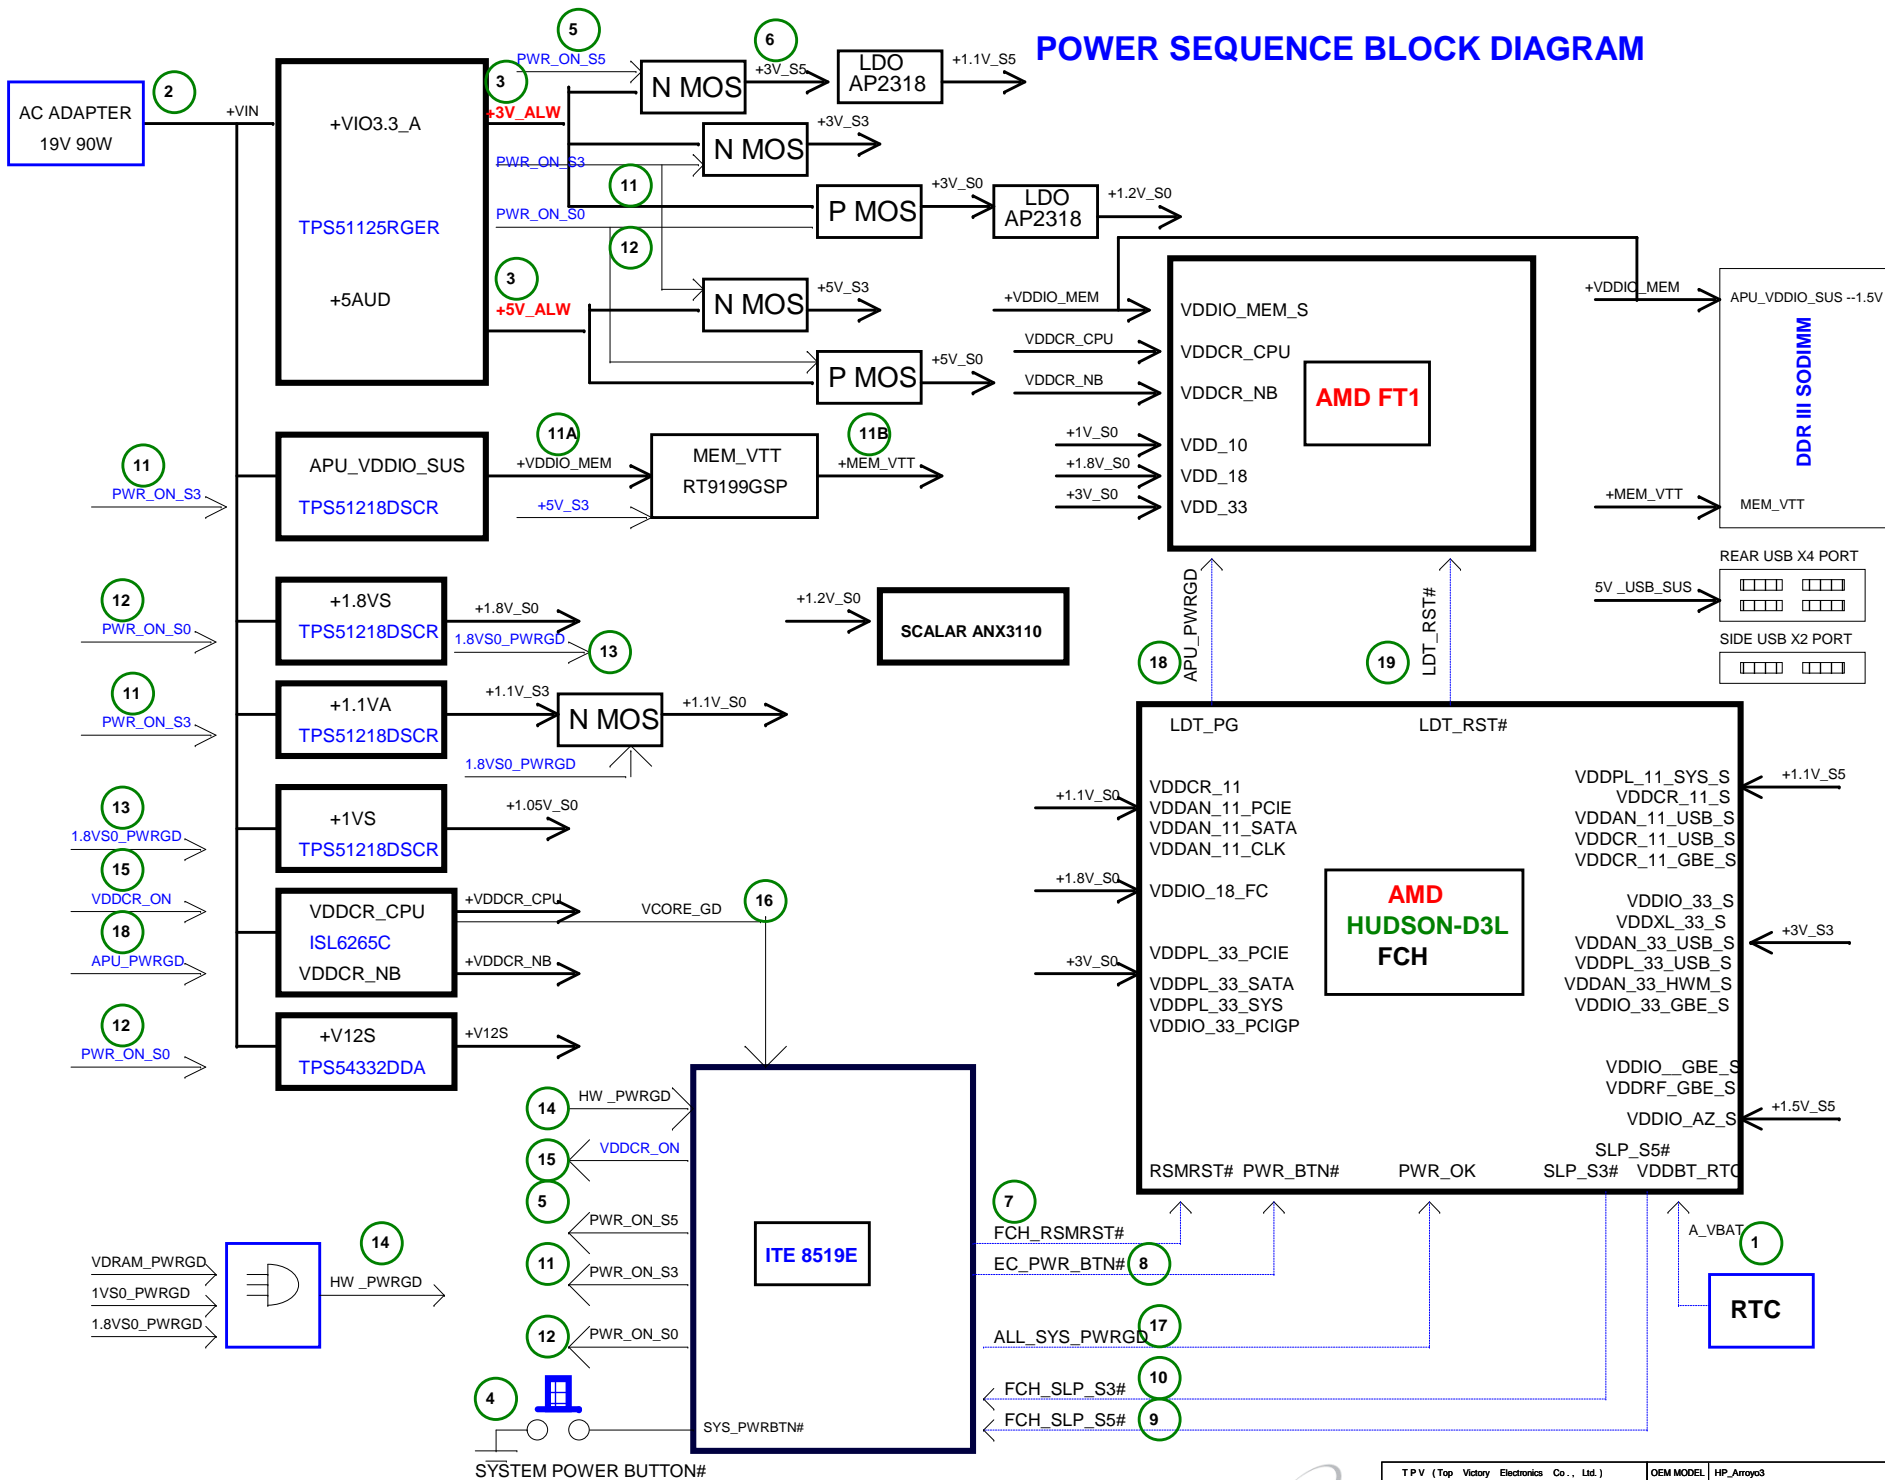 POWER SEQUENCE BLOCK DIAGRAM
AC ADAPTER
19V 90W
2
+VIN
+VIO3.3_A
TPS51125RGER
+5AUD
5
PWR_ON_S5
3
+3V_ALW
N MOS
6
+3V_S5
LDO
AP2318
+1.1V_S5
N MOS
+3V_S3
PWR_ON_S3
11
PWR_ON_S0
12
P MOS
+3V_S0
LDO
AP2318
+1.2V_S0
3
+5V_ALW
N MOS
+5V_S3
P MOS
+5V_S0
11
PWR_ON_S3
APU_VDDIO_SUS
TPS51218DSCR
11A
+VDDIO_MEM
+5V_S3
MEM_VTT
RT9199GSP
11B
+MEM_VTT
+VDDIO_MEM
VDDCR_CPU
VDDCR_NB
+1V_S0
+1.8V_S0
+3V_S0
VDDIO_MEM_S
VDDCR_CPU
VDDCR_NB
VDD_10
VDD_18
VDD_33
AMD FT1
+VDDIO_MEM
APU_VDDIO_SUS --1.5V
DDR III SODIMM
+MEM_VTT
MEM_VTT
REAR USB X4 PORT
5V _USB_SUS
SIDE USB X2 PORT
12
PWR_ON_S0
+1.8VS
TPS51218DSCR
+1.8V_S0
1.8VS0_PWRGD
13
+1.2V_S0
SCALAR ANX3110
18
APU_PWRGD
19
LDT_RST#
11
PWR_ON_S3
+1.1VA
TPS51218DSCR
+1.1V_S3
N MOS
+1.1V_S0
1.8VS0_PWRGD
13
1.8VS0_PWRGD
+1VS
TPS51218DSCR
+1.05V_S0
15
VDDCR_ON
18
APU_PWRGD
VDDCR_CPU
ISL6265C
VDDCR_NB
+VDDCR_CPU
VCORE_GD
16
+VDDCR_NB
12
PWR_ON_S0
+V12S
TPS54332DDA
+V12S
LDT_PG
LDT_RST#
+1.1V_S0
VDDCR_11
VDDAN_11_PCIE
VDDAN_11_SATA
VDDAN_11_CLK
+1.8V_S0
VDDIO_18_FC
+3V_S0
VDDPL_33_PCIE
VDDPL_33_SATA
VDDPL_33_SYS
VDDIO_33_PCIGP
AMD
HUDSON-D3L
FCH
VDDPL_11_SYS_S
VDDCR_11_S
VDDAN_11_USB_S
VDDCR_11_USB_S
VDDCR_11_GBE_S
+1.1V_S5
VDDIO_33_S
VDDXL_33_S
VDDAN_33_USB_S
VDDPL_33_USB_S
VDDAN_33_HWM_S
VDDIO_33_GBE_S
+3V_S3
VDDIO__GBE_S
VDDRF_GBE_S
VDDIO_AZ_S
+1.5V_S5
SLP_S5#
RSMRST# PWR_BTN#
PWR_OK
SLP_S3#
VDDBT_RTC
14
HW _PWRGD
15
VDDCR_ON
5
PWR_ON_S5
11
PWR_ON_S3
12
PWR_ON_S0
4
SYS_PWRBTN#
SYSTEM POWER BUTTON#
ITE 8519E
7
FCH_RSMRST#
EC_PWR_BTN#
8
ALL_SYS_PWRGD
17
FCH_SLP_S3#
10
FCH_SLP_S5#
9
A_VBAT
1
RTC
VDRAM_PWRGD
1VS0_PWRGD
1.8VS0_PWRGD
14
HW _PWRGD
T P V ( Top Victory Electronics Co . , Ltd. )
OEM MODEL
HP_Arroyo3